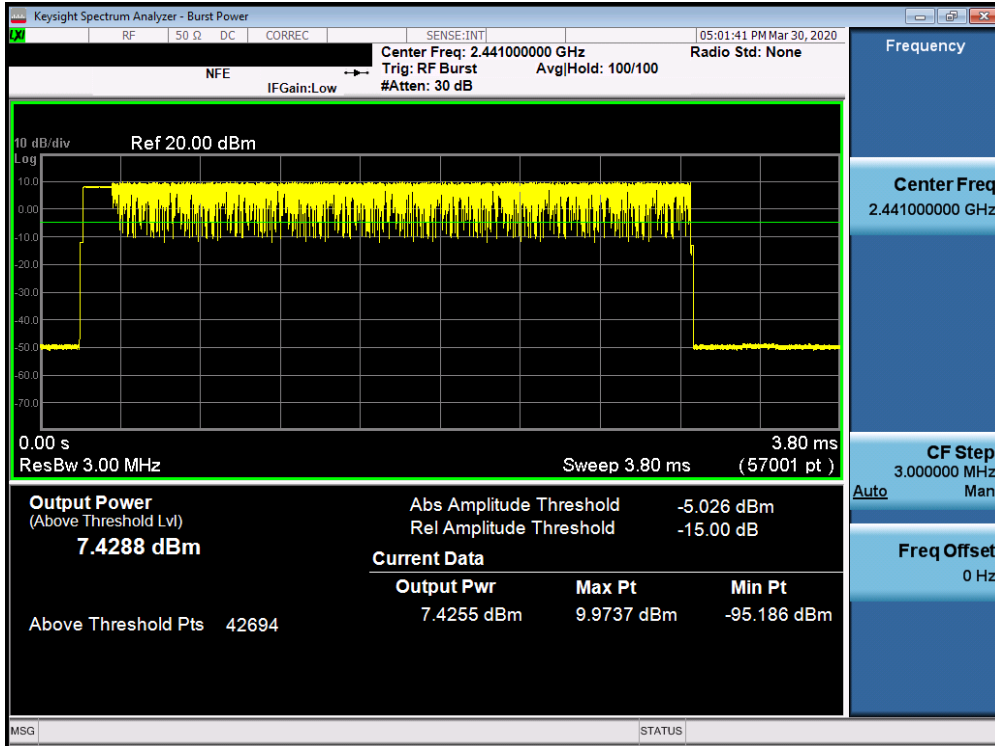 Keysight Spectrum Analyzer - Burst Power
LXI RF 50 Ω DC CORREC SENSE:INT 05:01:41 PM Mar 30, 2020
Center Freq: 2.441000000 GHz Radio Std: None
NFE Trig: RF Burst Avg|Hold: 100/100
IFGain:Low #Atten: 30 dB
10 dB/div Ref 20.00 dBm
Log
10.0
0.00
-10.0
-20.0
-30.0
-40.0
-50.0
-60.0
-70.0
0.00 s 3.80 ms
ResBw 3.00 MHz Sweep 3.80 ms (57001 pt )
Output Power
(Above Threshold Lvl)
7.4288 dBm
Above Threshold Pts 42694
Abs Amplitude Threshold -5.026 dBm
Rel Amplitude Threshold -15.00 dB
Current Data
Output Pwr Max Pt Min Pt
7.4255 dBm 9.9737 dBm -95.186 dBm
Frequency
Center Freq
2.441000000 GHz
CF Step
3.000000 MHz
Auto Man
Freq Offset
0 Hz
MSG STATUS